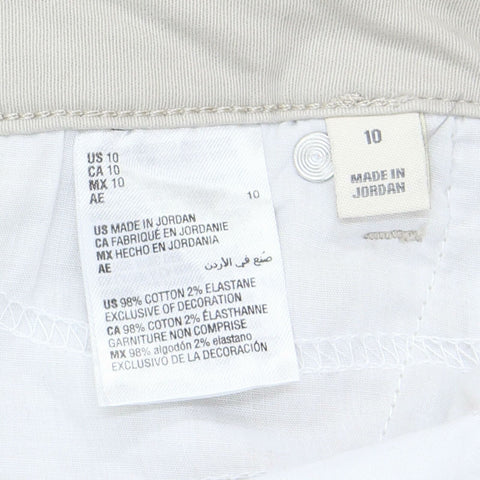 US 10
CA 10
MX 10
AE 10
US MADE IN JORDAN
CA FABRIQUÉ EN JORDANIE
MX HECHO EN JORDANIA
AE صُنِع في الأردن
US 98% COTTON 2% ELASTANE
EXCLUSIVE OF DECORATION
CA 98% COTON 2% ÉLASTHANNE
GARNITURE NON COMPRISE
MX 98% algodón 2% elastano
EXCLUSIVO DE LA DECORACIÓN
10
MADE IN
JORDAN